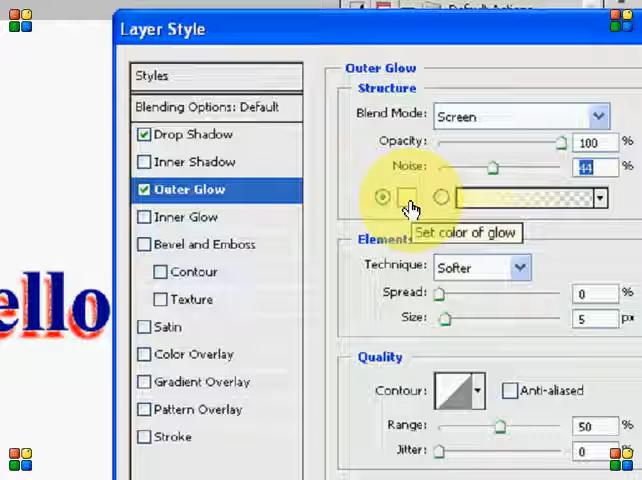 Default Actions
Layer Style
Styles
Blending Options: Default
Drop Shadow
Inner Shadow
Outer Glow
Inner Glow
Bevel and Emboss
Contour
Texture
Satin
Color Overlay
Gradient Overlay
Pattern Overlay
Stroke
Outer Glow
Structure
Blend Mode: Screen
Opacity: 100 %
Noise: 44 %
Set color of glow
Elements
Technique: Softer
Spread: 0 %
Size: 5 px
Quality
Contour: Anti-aliased
Range: 50 %
Jitter: 0 %
ello